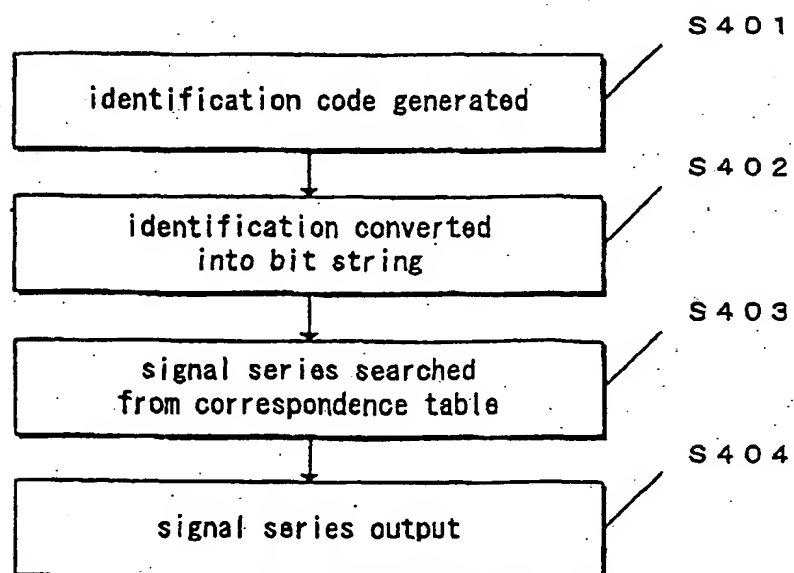 S401
identification code generated
S402
identification converted
into bit string
S403
signal series searched
from correspondence table
S404
signal series output